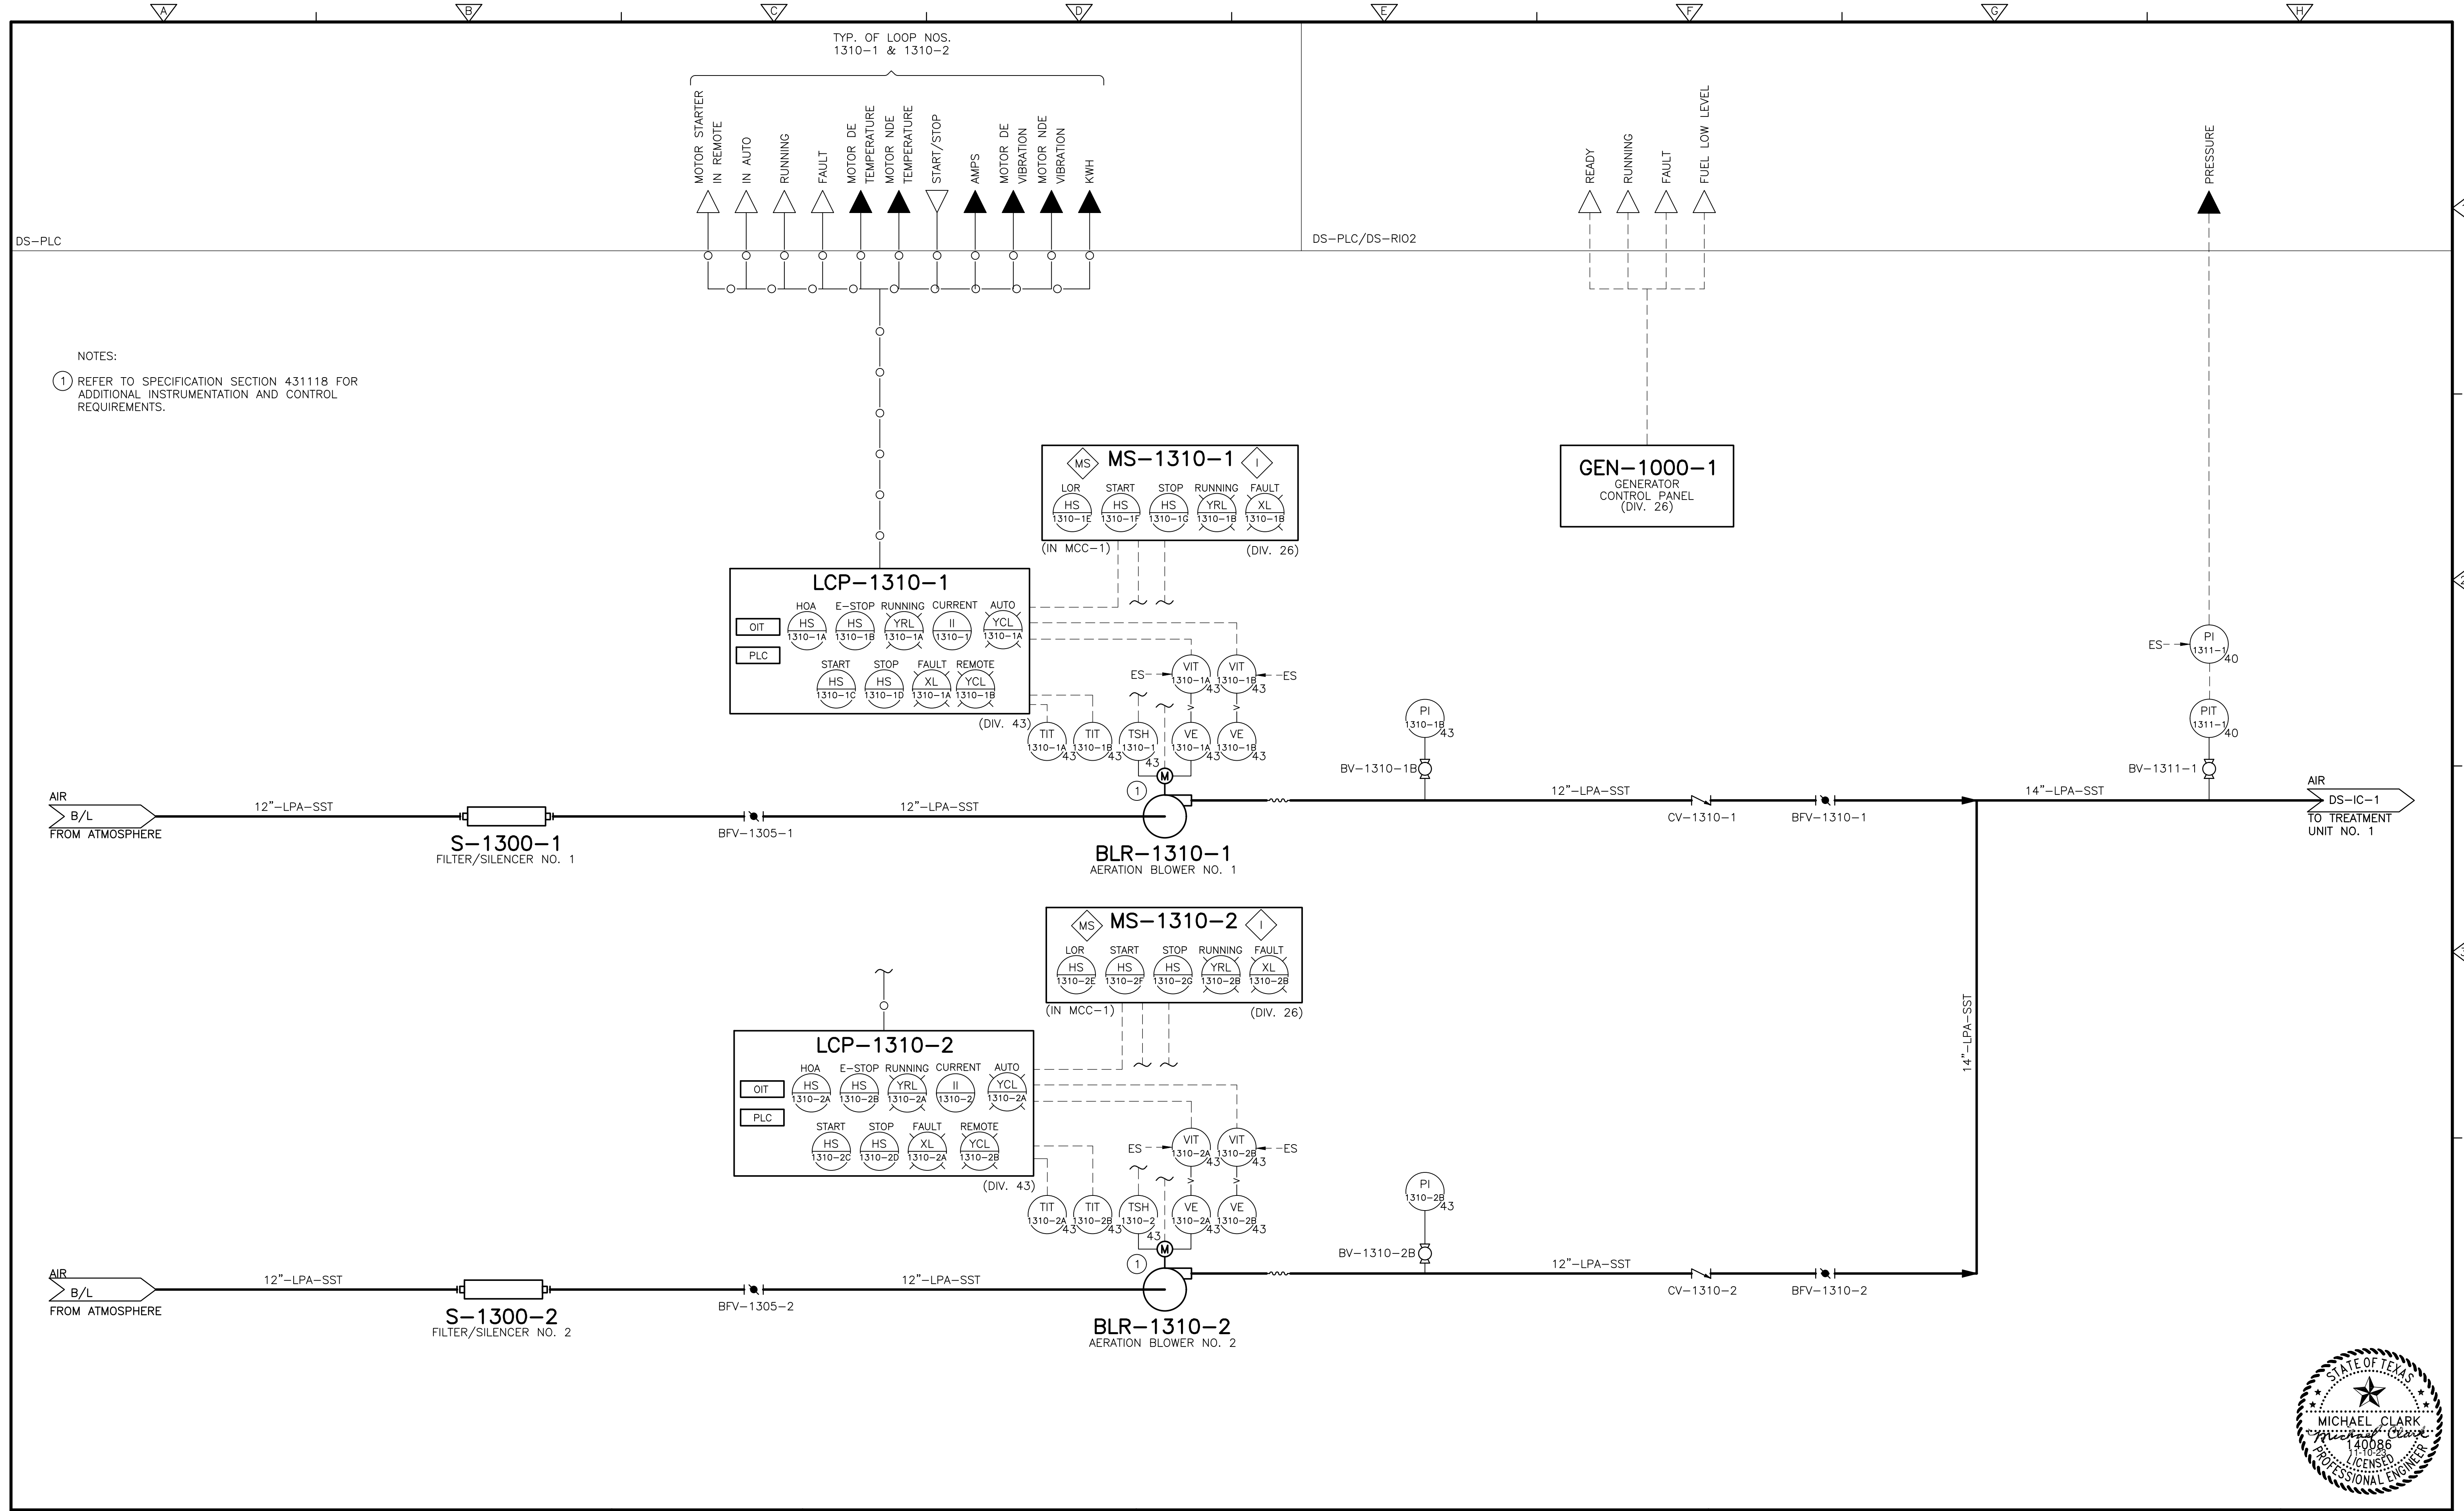 A
B
C
D
E
F
G
H
TYP. OF LOOP NOS.
1310-1 & 1310-2
MOTOR STARTER
IN REMOTE
IN AUTO
RUNNING
FAULT
MOTOR DE
TEMPERATURE
MOTOR NDE
TEMPERATURE
START/STOP
AMPS
MOTOR DE
VIBRATION
MOTOR NDE
VIBRATION
KWH
READY
RUNNING
FAULT
FUEL LOW LEVEL
PRESSURE
DS-PLC
DS-PLC/DS-RIO2
NOTES:
1 REFER TO SPECIFICATION SECTION 431118 FOR
ADDITIONAL INSTRUMENTATION AND CONTROL
REQUIREMENTS.
MS MS-1310-1 I
LOR START STOP RUNNING FAULT
HS HS HS YRL XL
1310-1E 1310-1F 1310-1G 1310-1B 1310-1B
(IN MCC-1) (DIV. 26)
GEN-1000-1
GENERATOR
CONTROL PANEL
(DIV. 26)
LCP-1310-1
HOA E-STOP RUNNING CURRENT AUTO
OIT HS HS YRL II YCL
1310-1A 1310-1B 1310-1A 1310-1 1310-1A
PLC
START STOP FAULT REMOTE
HS HS XL YCL
1310-1C 1310-1D 1310-1A 1310-1B
(DIV. 43)
ES VIT VIT ES
1310-1A 1310-1B
43 43
TIT TIT TSH VE VE
1310-1A 1310-1B 1310-1 1310-1A 1310-1B
43 43 43 43 43
M
1
PI
1310-1B
43
BV-1310-1B
ES PI
1311-1
40
PIT
1311-1
40
BV-1311-1
AIR
B/L
FROM ATMOSPHERE
12"-LPA-SST
S-1300-1
FILTER/SILENCER NO. 1
BFV-1305-1
12"-LPA-SST
BLR-1310-1
AERATION BLOWER NO. 1
12"-LPA-SST
CV-1310-1
BFV-1310-1
14"-LPA-SST
AIR
DS-IC-1
TO TREATMENT
UNIT NO. 1
MS MS-1310-2 I
LOR START STOP RUNNING FAULT
HS HS HS YRL XL
1310-2E 1310-2F 1310-2G 1310-2B 1310-2B
(IN MCC-1) (DIV. 26)
14"-LPA-SST
LCP-1310-2
HOA E-STOP RUNNING CURRENT AUTO
OIT HS HS YRL II YCL
1310-2A 1310-2B 1310-2A 1310-2 1310-2A
PLC
START STOP FAULT REMOTE
HS HS XL YCL
1310-2C 1310-2D 1310-2A 1310-2B
(DIV. 43)
ES VIT VIT ES
1310-2A 1310-2B
43 43
TIT TIT TSH VE VE
1310-2A 1310-2B 1310-2 1310-2A 1310-2B
43 43 43 43 43
M
1
PI
1310-2B
43
BV-1310-2B
AIR
B/L
FROM ATMOSPHERE
12"-LPA-SST
S-1300-2
FILTER/SILENCER NO. 2
BFV-1305-2
12"-LPA-SST
BLR-1310-2
AERATION BLOWER NO. 2
12"-LPA-SST
CV-1310-2
BFV-1310-2
STATE OF TEXAS
MICHAEL CLARK
Michael Clark
140086
11-10-23
LICENSED
PROFESSIONAL ENGINEER